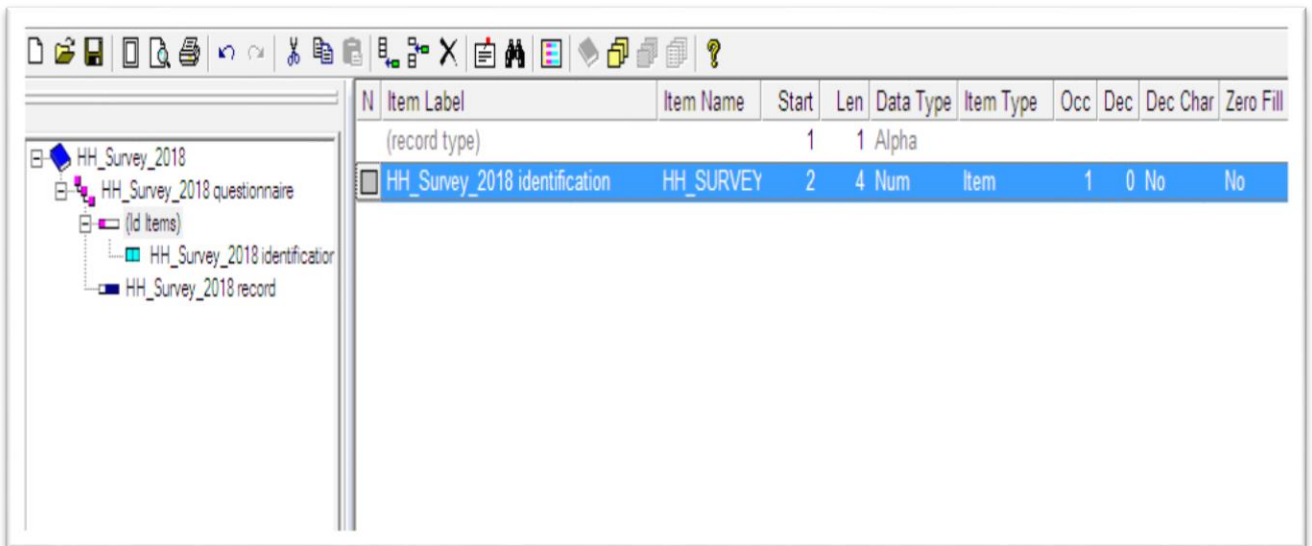 N Item Label Item Name Start Len Data Type Item Type Occ Dec Dec Char Zero Fill
(record type) 1 1 Alpha
HH_Survey_2018 identification HH_SURVEY 2 4 Num Item 1 0 No No
HH_Survey_2018
HH_Survey_2018 questionnaire
(Id Items)
HH_Survey_2018 identification
HH_Survey_2018 record